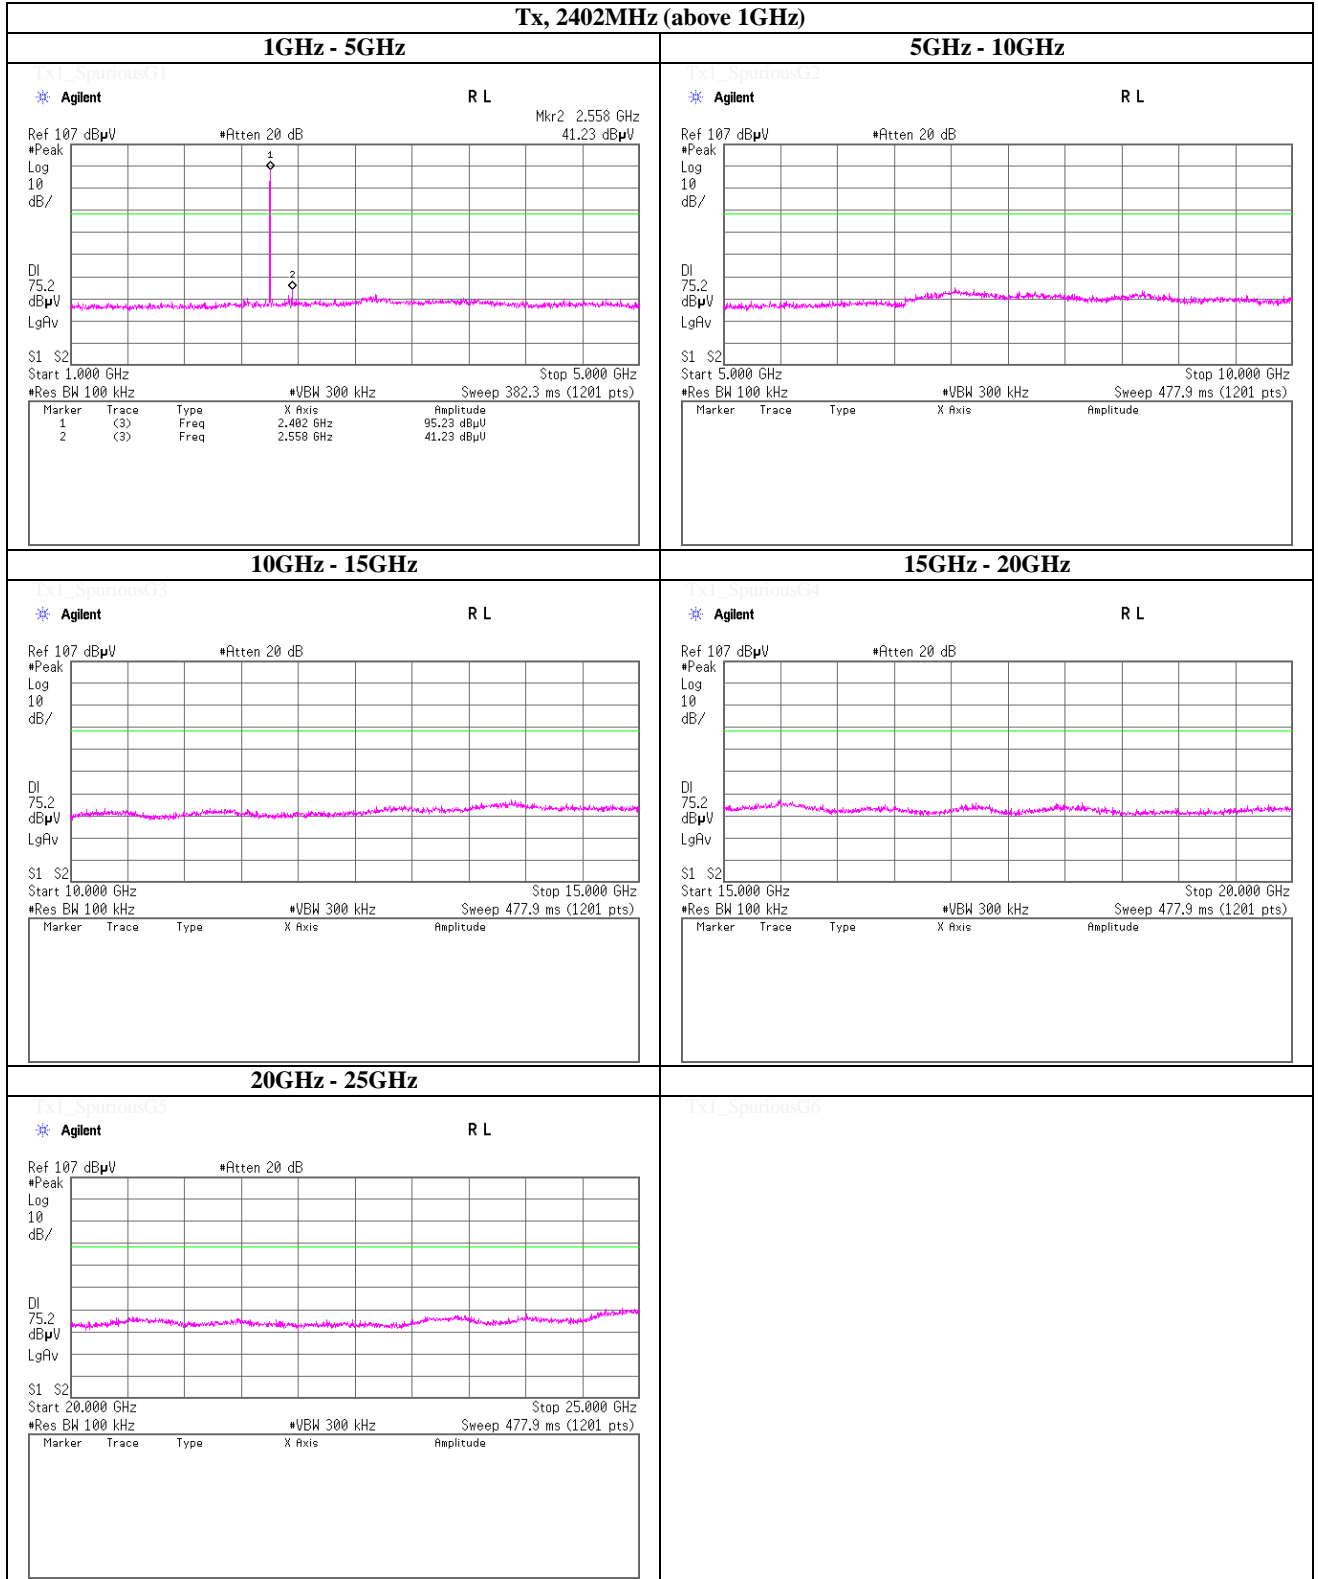 Tx, 2402MHz (above 1GHz)
1GHz - 5GHz
5GHz - 10GHz
Tx1_SpuriousG1
Agilent
R L
Mkr2 2.558 GHz
Ref 107 dBµV #Atten 20 dB 41.23 dBµV
#Peak
Log
10
dB/
1
2
DI
75.2
dBµV
LgAv
S1 S2
Start 1.000 GHz Stop 5.000 GHz
#Res BW 100 kHz #VBW 300 kHz Sweep 382.3 ms (1201 pts)
Marker Trace Type X Axis Amplitude
1 (3) Freq 2.402 GHz 95.23 dBµV
2 (3) Freq 2.558 GHz 41.23 dBµV
Tx1_SpuriousG2
Agilent
R L
Ref 107 dBµV #Atten 20 dB
#Peak
Log
10
dB/
DI
75.2
dBµV
LgAv
S1 S2
Start 5.000 GHz Stop 10.000 GHz
#Res BW 100 kHz #VBW 300 kHz Sweep 477.9 ms (1201 pts)
Marker Trace Type X Axis Amplitude
10GHz - 15GHz
15GHz - 20GHz
Tx1_SpuriousG3
Agilent
R L
Ref 107 dBµV #Atten 20 dB
#Peak
Log
10
dB/
DI
75.2
dBµV
LgAv
S1 S2
Start 10.000 GHz Stop 15.000 GHz
#Res BW 100 kHz #VBW 300 kHz Sweep 477.9 ms (1201 pts)
Marker Trace Type X Axis Amplitude
Tx1_SpuriousG4
Agilent
R L
Ref 107 dBµV #Atten 20 dB
#Peak
Log
10
dB/
DI
75.2
dBµV
LgAv
S1 S2
Start 15.000 GHz Stop 20.000 GHz
#Res BW 100 kHz #VBW 300 kHz Sweep 477.9 ms (1201 pts)
Marker Trace Type X Axis Amplitude
20GHz - 25GHz
Tx1_SpuriousG5
Agilent
R L
Ref 107 dBµV #Atten 20 dB
#Peak
Log
10
dB/
DI
75.2
dBµV
LgAv
S1 S2
Start 20.000 GHz Stop 25.000 GHz
#Res BW 100 kHz #VBW 300 kHz Sweep 477.9 ms (1201 pts)
Marker Trace Type X Axis Amplitude
Tx1_SpuriousG6